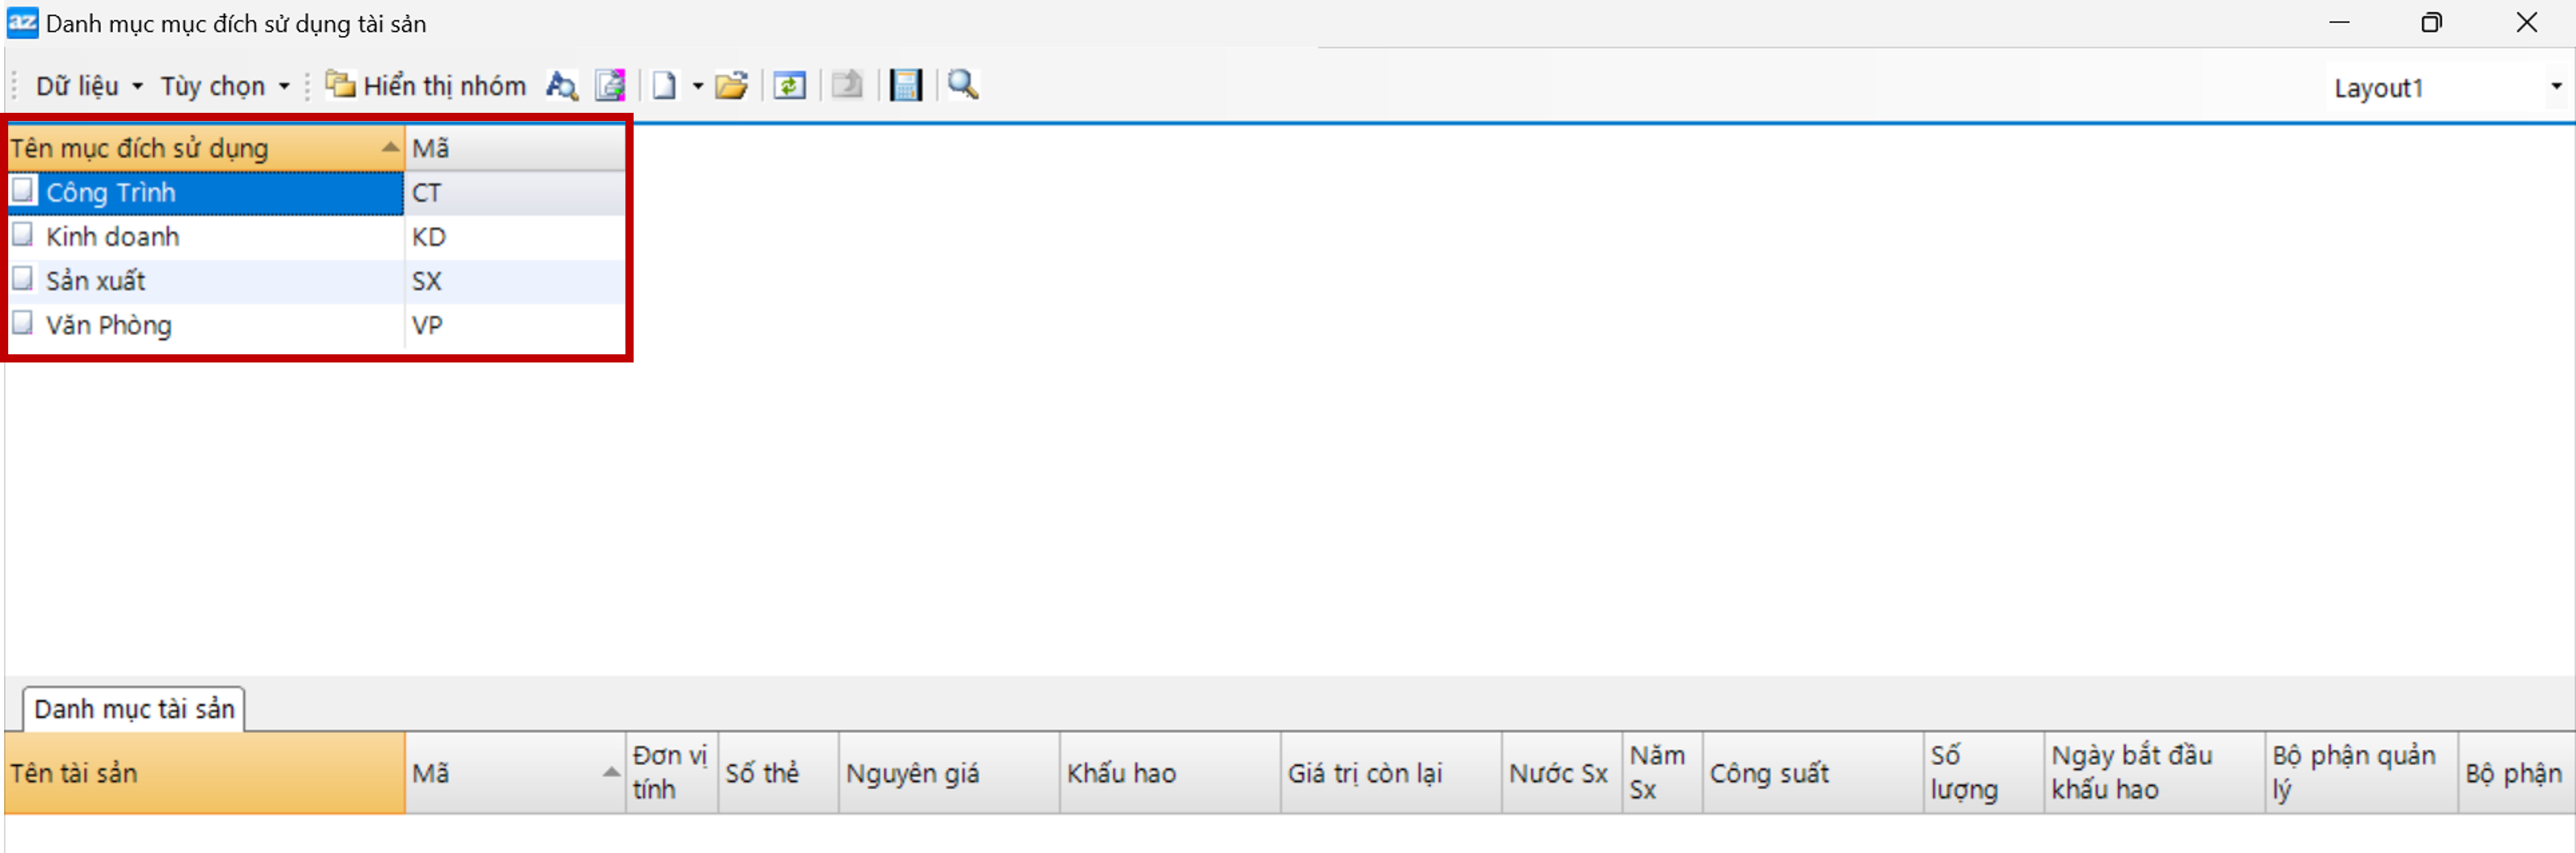 az Danh mục mục đích sử dụng tài sản
Dữ liệu Tùy chọn Hiển thị nhóm Layout1
Tên mục đích sử dụng Mã
Công Trình CT
Kinh doanh KD
Sản xuất SX
Văn Phòng VP
Danh mục tài sản
Tên tài sản Mã Đơn vị tính Số thẻ Nguyên giá Khấu hao Giá trị còn lại Nước Sx Năm Sx Công suất Số lượng Ngày bắt đầu khấu hao Bộ phận quản lý Bộ phận